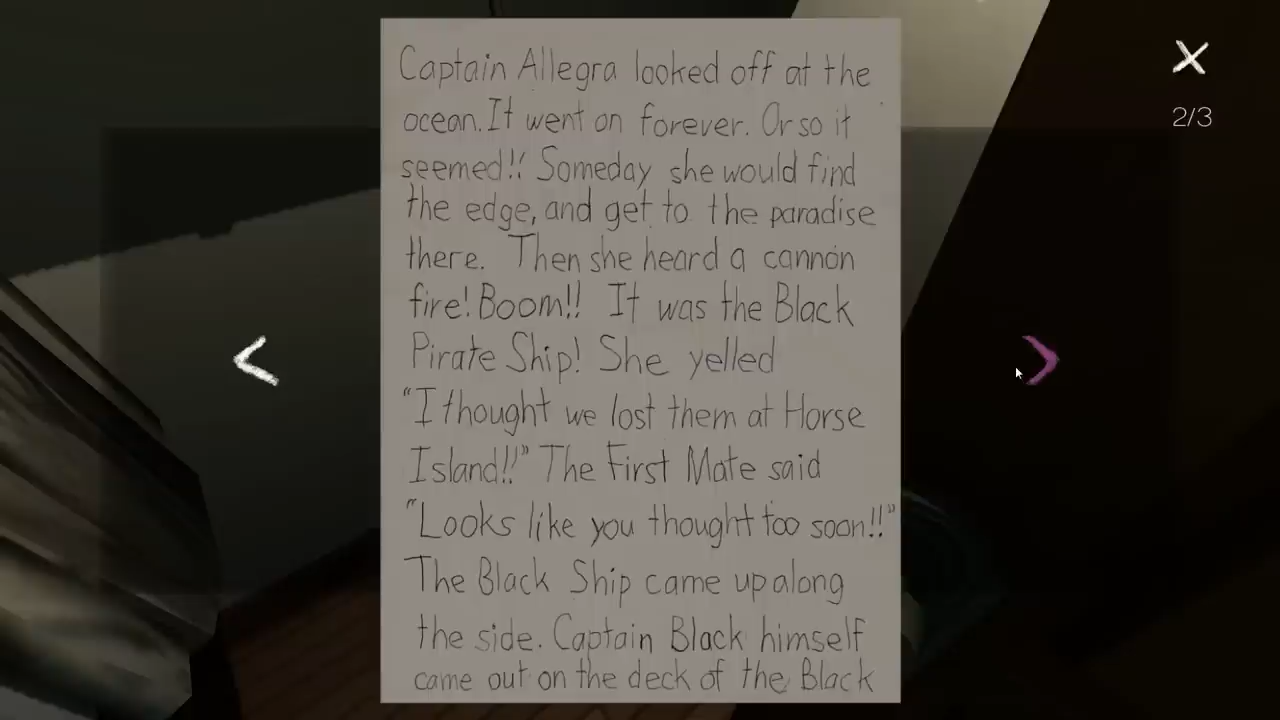 Captain Allegra looked off at the
ocean. It went on forever. Or so it
seemed!! Someday she would find
the edge, and get to the paradise
there. Then she heard a cannon
fire! Boom!! It was the Black
Pirate Ship! She yelled
"I thought we lost them at Horse
Island!!" The First Mate said
"Looks like you thought too soon!!"
The Black Ship came up along
the side. Captain Black himself
came out on the deck of the Black
2/3